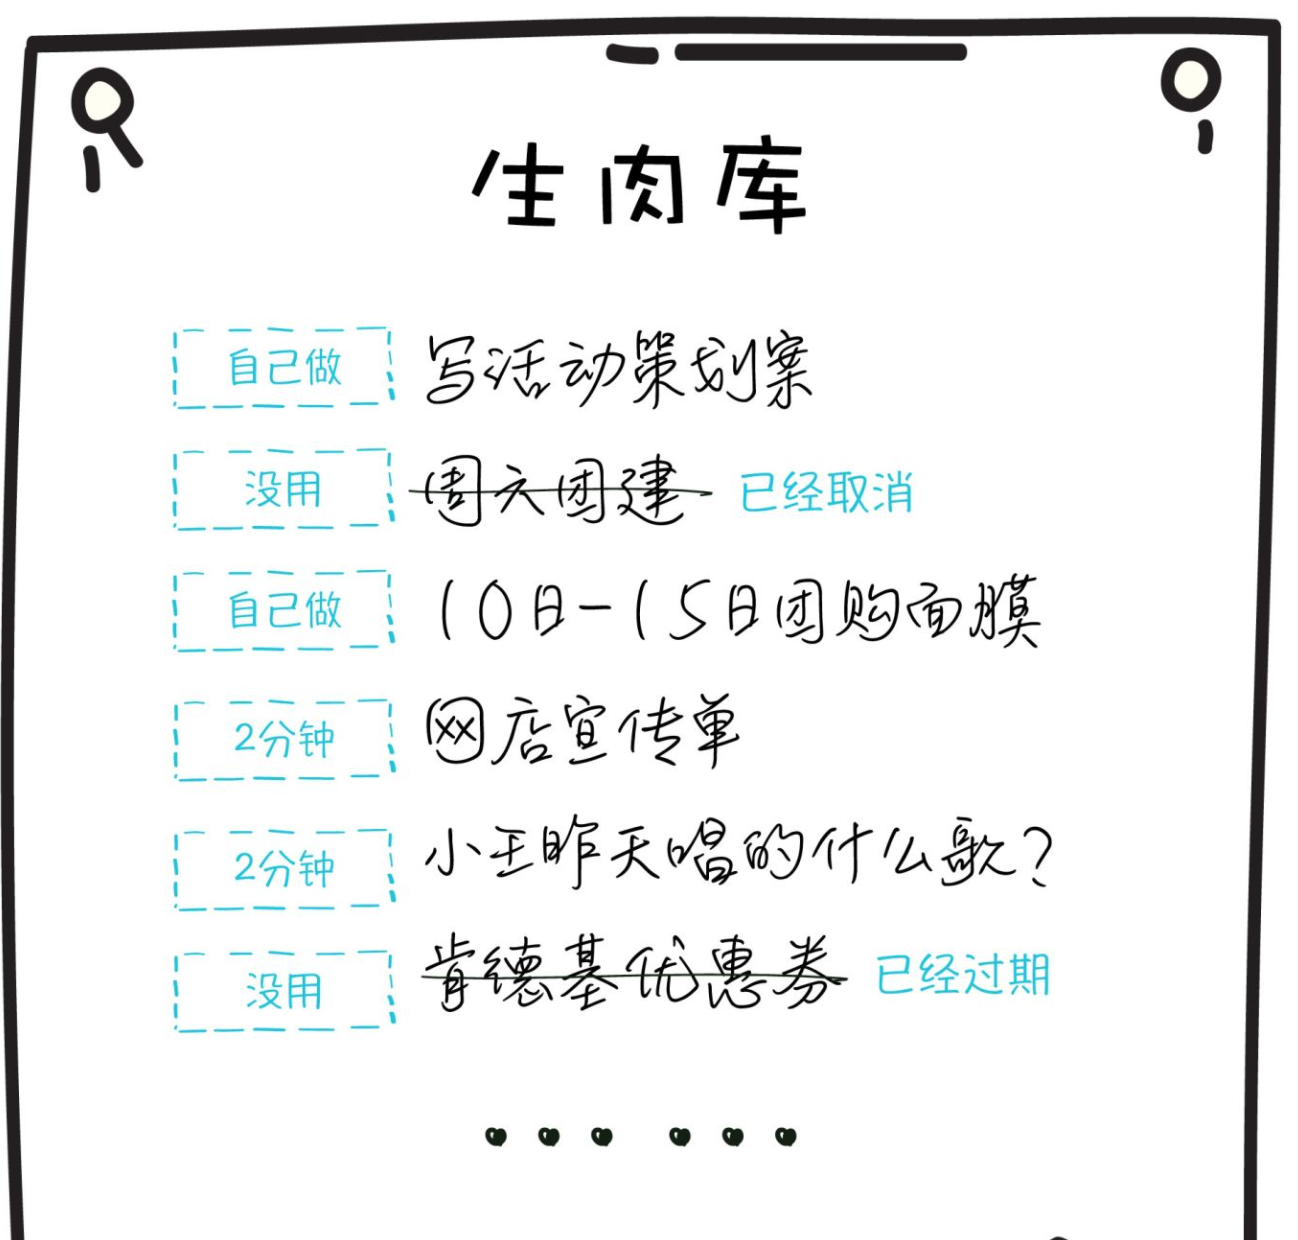 生肉库
自己做 写活动策划案
没用 周六团建 已经取消
自己做 10日-15日团购面膜
2分钟 网店宣传单
2分钟 小王昨天唱的什么歌?
没用 肯德基优惠券 已经过期